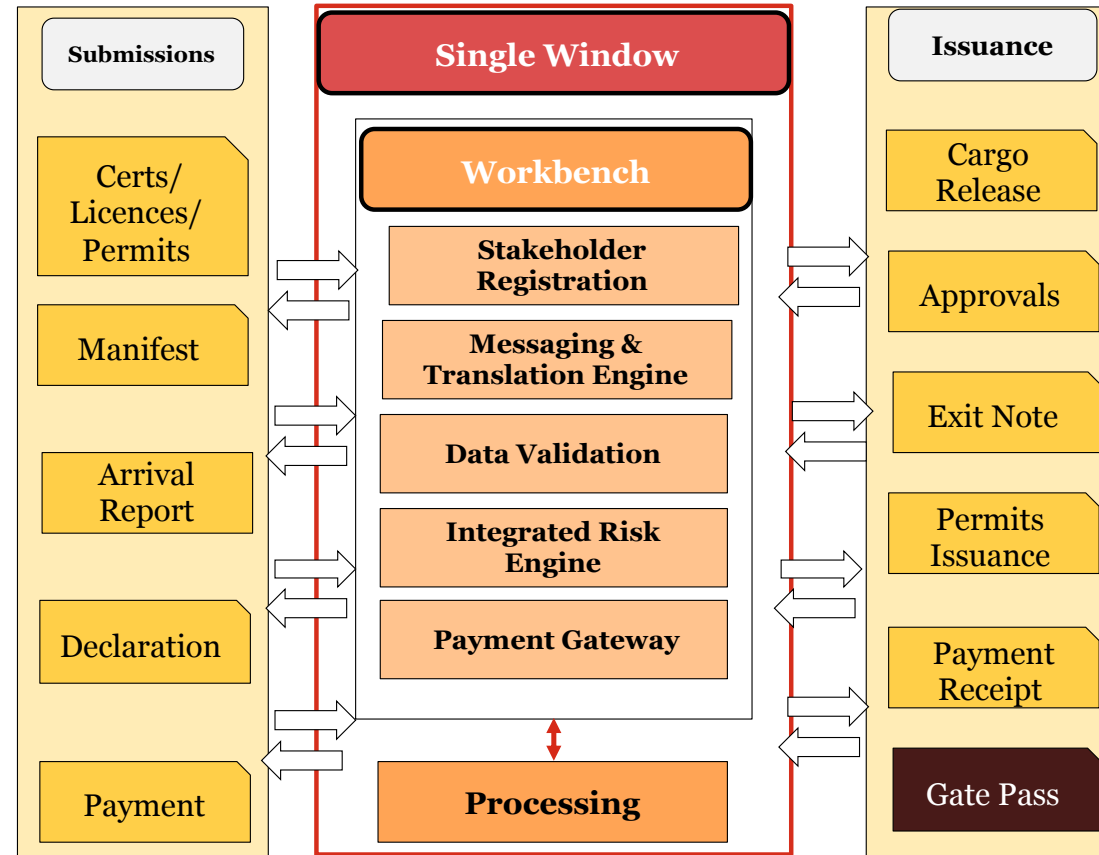 Submissions
Certs/
Licences/
Permits
Manifest
Arrival
Report
Declaration
Payment
Single Window
Workbench
Stakeholder
Registration
Messaging &
Translation Engine
Data Validation
Integrated Risk
Engine
Payment Gateway
Processing
Issuance
Cargo
Release
Approvals
Exit Note
Permits
Issuance
Payment
Receipt
Gate Pass